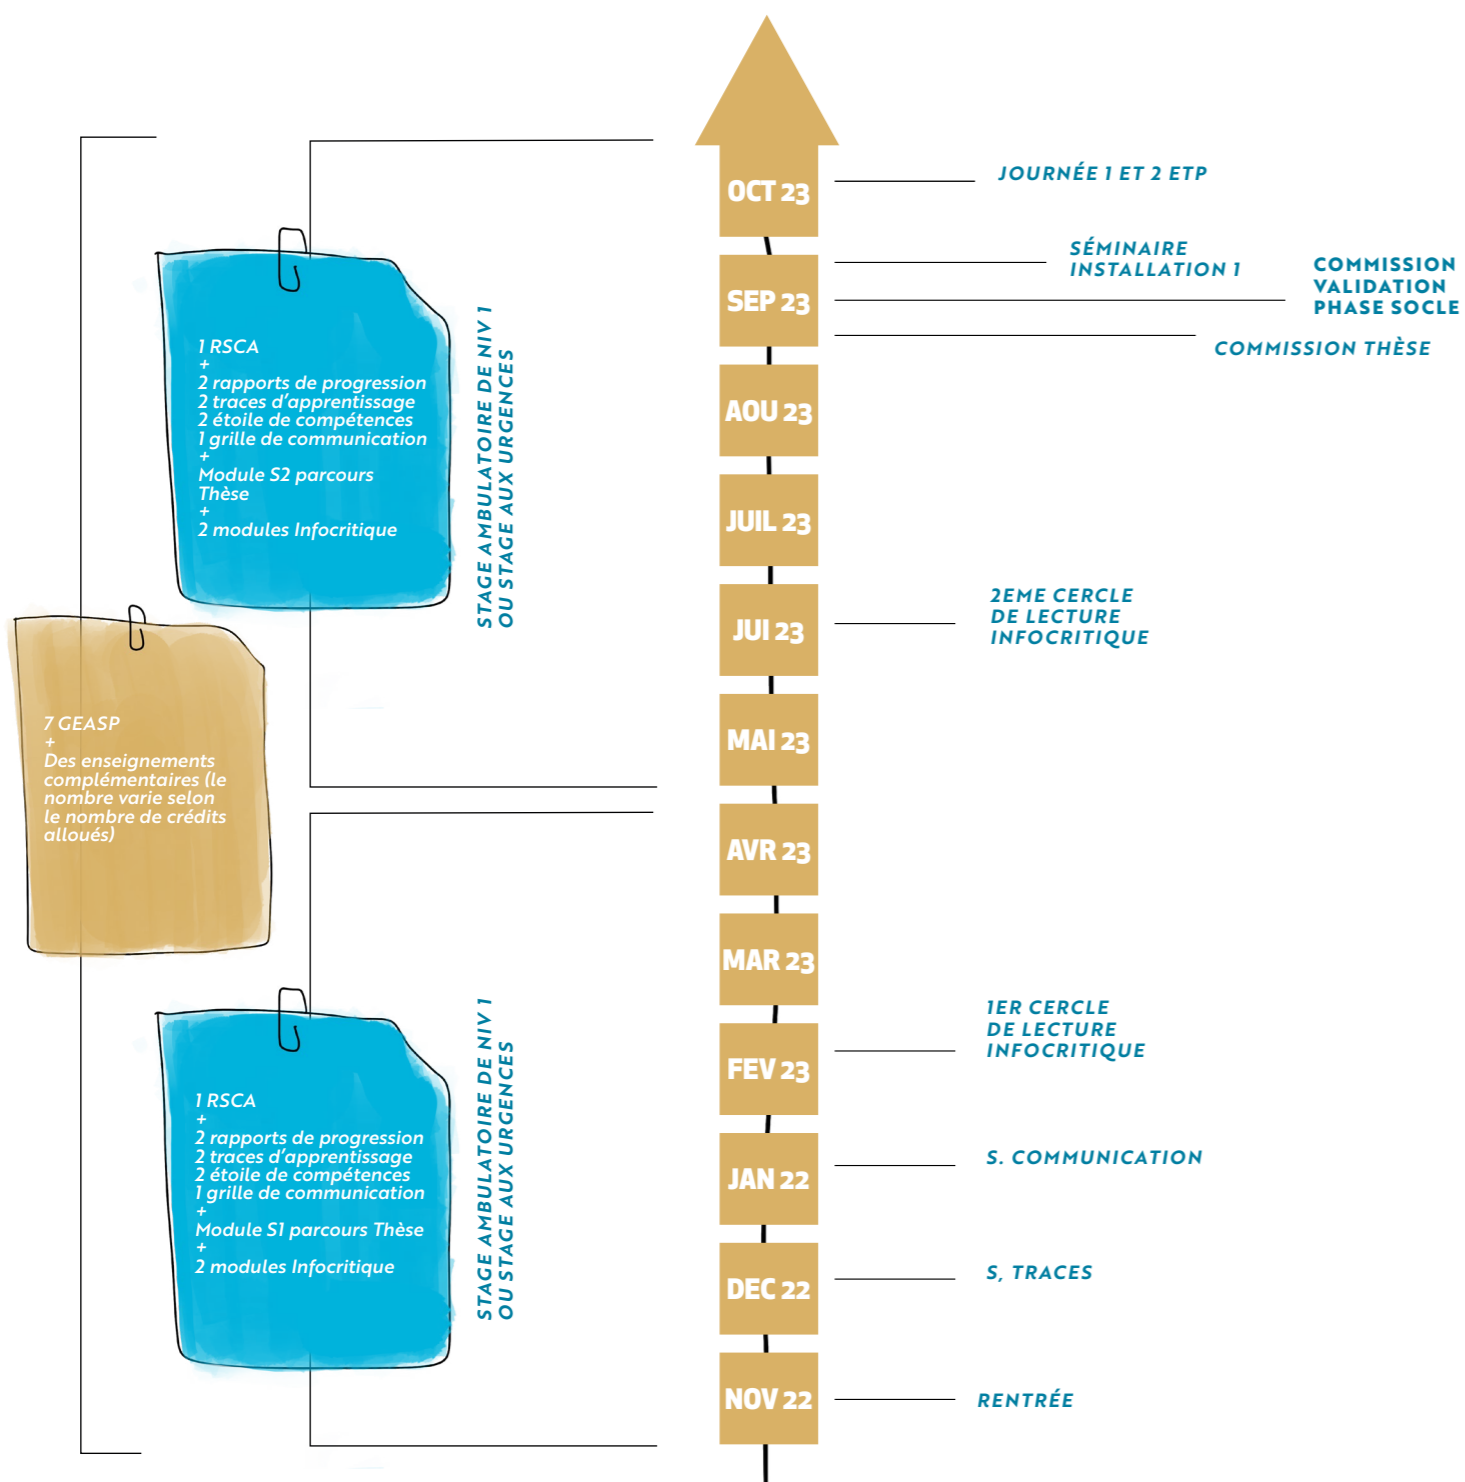 OCT 23
JOURNÉE 1 ET 2 ETP
SEP 23
SÉMINAIRE
INSTALLATION 1
COMMISSION
VALIDATION
PHASE SOCLE
COMMISSION THÈSE
AOU 23
JUIL 23
JUI 23
2EME CERCLE
DE LECTURE
INFOCRITIQUE
MAI 23
AVR 23
MAR 23
FEV 23
1ER CERCLE
DE LECTURE
INFOCRITIQUE
JAN 22
S. COMMUNICATION
DEC 22
S, TRACES
NOV 22
RENTRÉE
1 RSCA
+
2 rapports de progression
2 traces d'apprentissage
2 étoile de compétences
1 grille de communication
+
Module S2 parcours
Thèse
+
2 modules Infocritique
STAGE AMBULATOIRE DE NIV 1
OU STAGE AUX URGENCES
7 GEASP
+
Des enseignements
complémentaires (le
nombre varie selon
le nombre de crédits
alloués)
1 RSCA
+
2 rapports de progression
2 traces d'apprentissage
2 étoile de compétences
1 grille de communication
+
Module S1 parcours Thèse
+
2 modules Infocritique
STAGE AMBULATOIRE DE NIV 1
OU STAGE AUX URGENCES